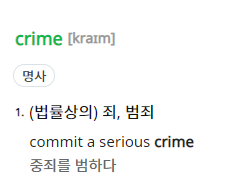 crime [kraɪm]
명사
1. (법률상의) 죄, 범죄
commit a serious crime
중죄를 범하다